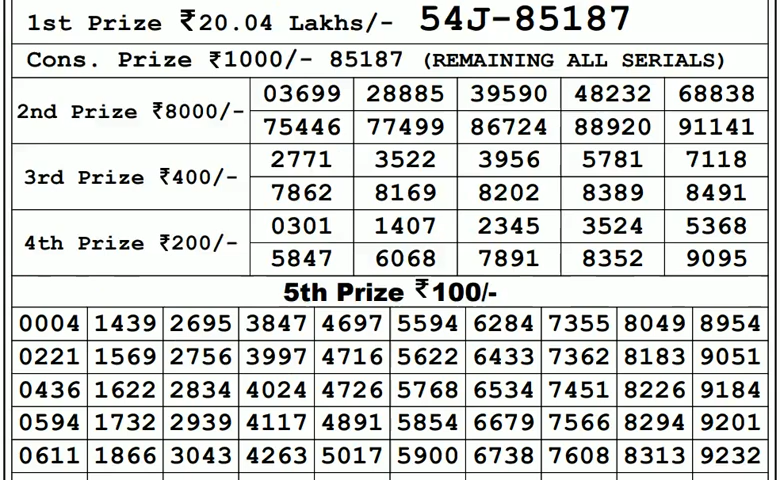 1st Prize ₹20.04 Lakhs/- 54J-85187
Cons. Prize ₹1000/- 85187 (REMAINING ALL SERIALS)
2nd Prize ₹8000/-
03699 28885 39590 48232 68838
75446 77499 86724 88920 91141
3rd Prize ₹400/-
2771 3522 3956 5781 7118
7862 8169 8202 8389 8491
4th Prize ₹200/-
0301 1407 2345 3524 5368
5847 6068 7891 8352 9095
5th Prize ₹100/-
0004 1439 2695 3847 4697 5594 6284 7355 8049 8954
0221 1569 2756 3997 4716 5622 6433 7362 8183 9051
0436 1622 2834 4024 4726 5768 6534 7451 8226 9184
0594 1732 2939 4117 4891 5854 6679 7566 8294 9201
0611 1866 3043 4263 5017 5900 6738 7608 8313 9232